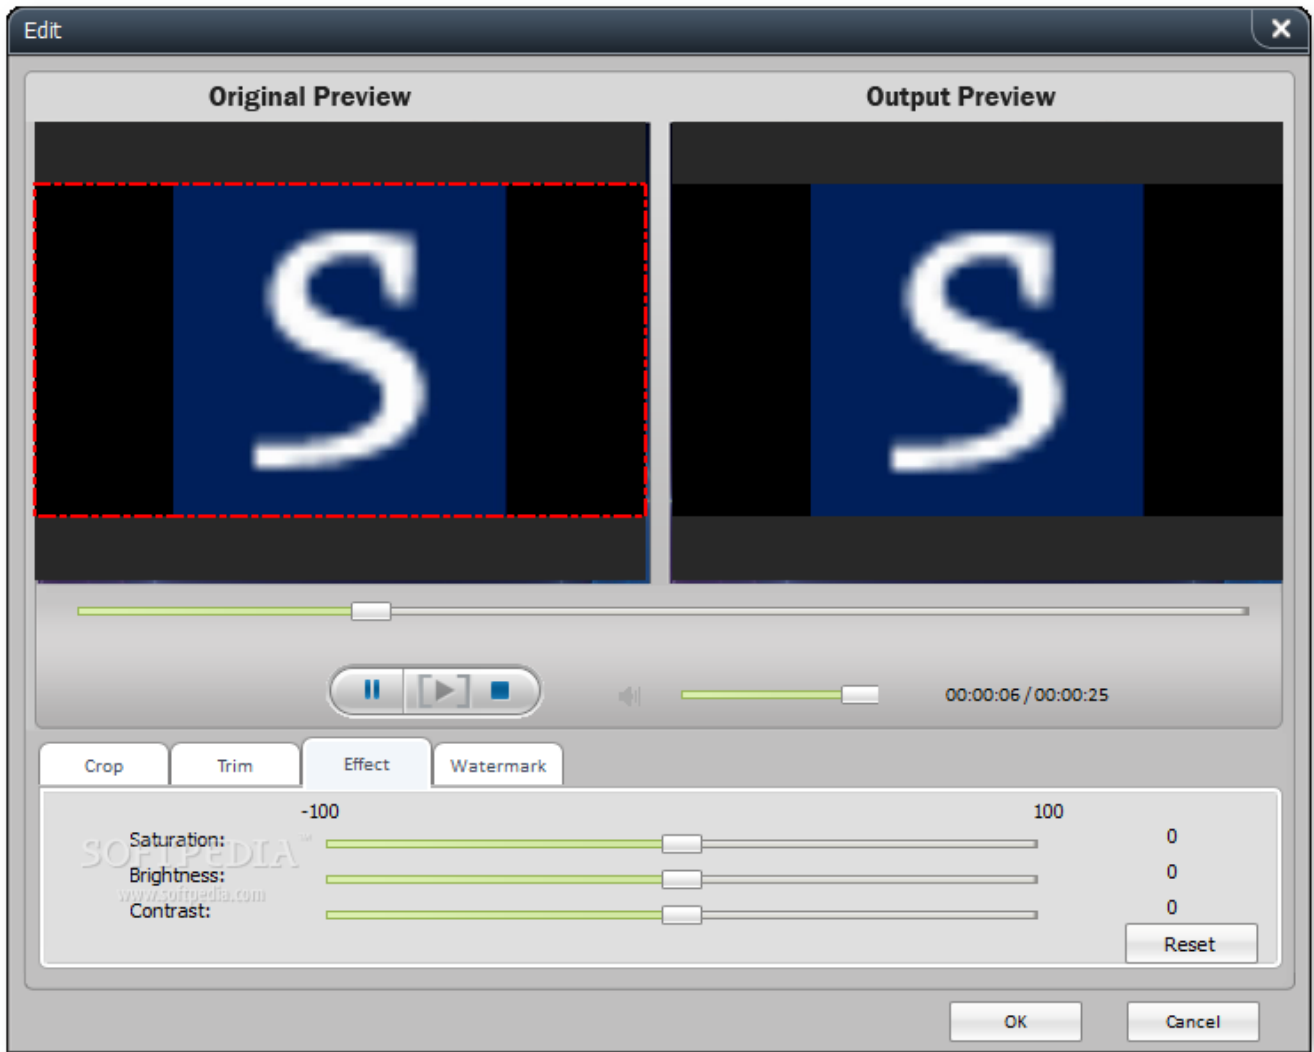 Edit
Original Preview Output Preview
S S
00:00:06 / 00:00:25
Crop Trim Effect Watermark
-100 100
Saturation: 0
SOFTPEDIA™
Brightness: 0
www.softpedia.com
Contrast: 0
Reset
OK Cancel